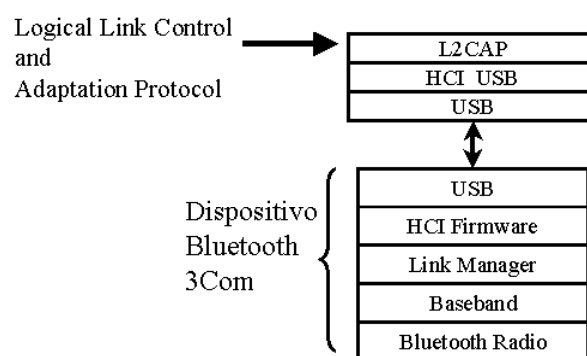 Logical Link Control
and
Adaptation Protocol
L2CAP
HCI USB
USB
Dispositivo
Bluetooth
3Com
USB
HCI Firmware
Link Manager
Baseband
Bluetooth Radio